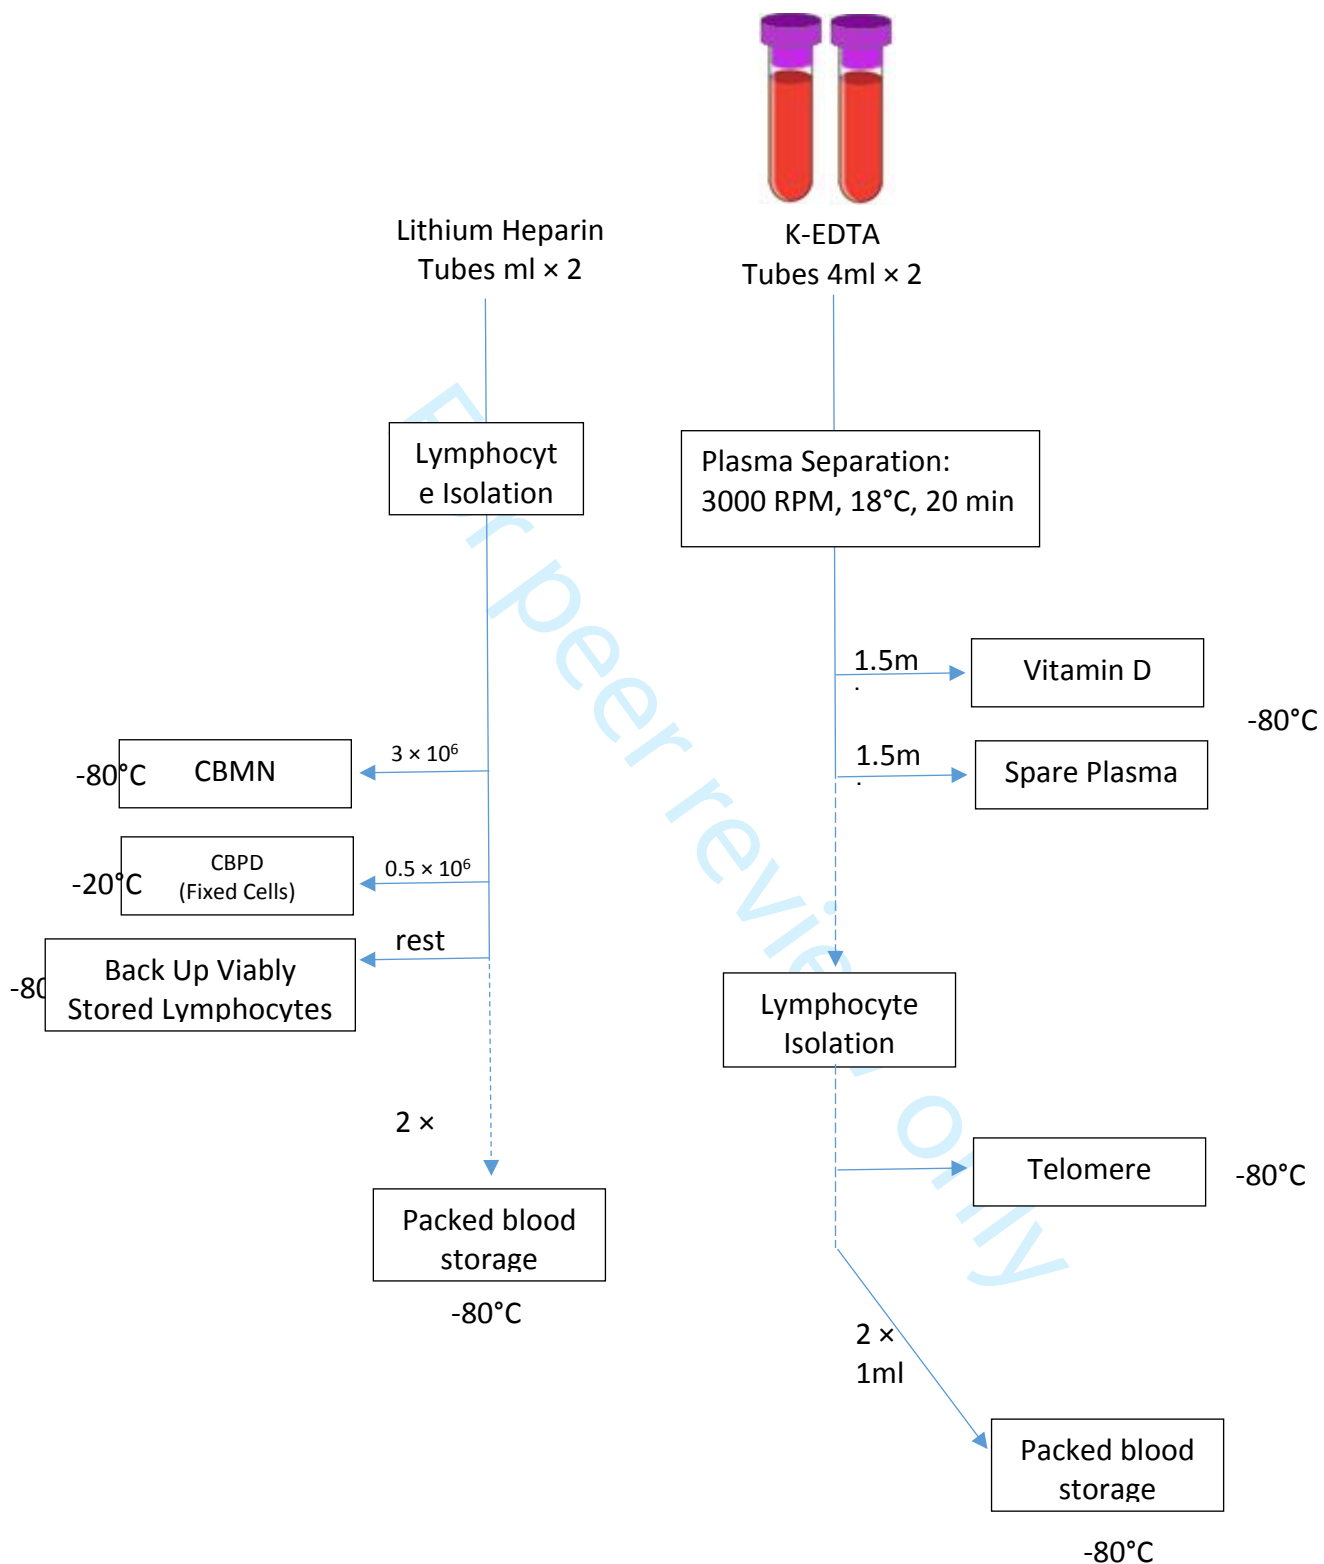 Lithium Heparin
Tubes ml × 2
K-EDTA
Tubes 4ml × 2
Lymphocyt
e Isolation
Plasma Separation:
3000 RPM, 18°C, 20 min
1.5m
Vitamin D
-80°C
1.5m
Spare Plasma
-80°C
CBMN
3 × 10⁶
-20°C
CBPD
(Fixed Cells)
0.5 × 10⁶
rest
-80
Back Up Viably
Stored Lymphocytes
Lymphocyte
Isolation
2 ×
Packed blood
storage
-80°C
Telomere
-80°C
2 ×
1ml
Packed blood
storage
-80°C
For peer review only